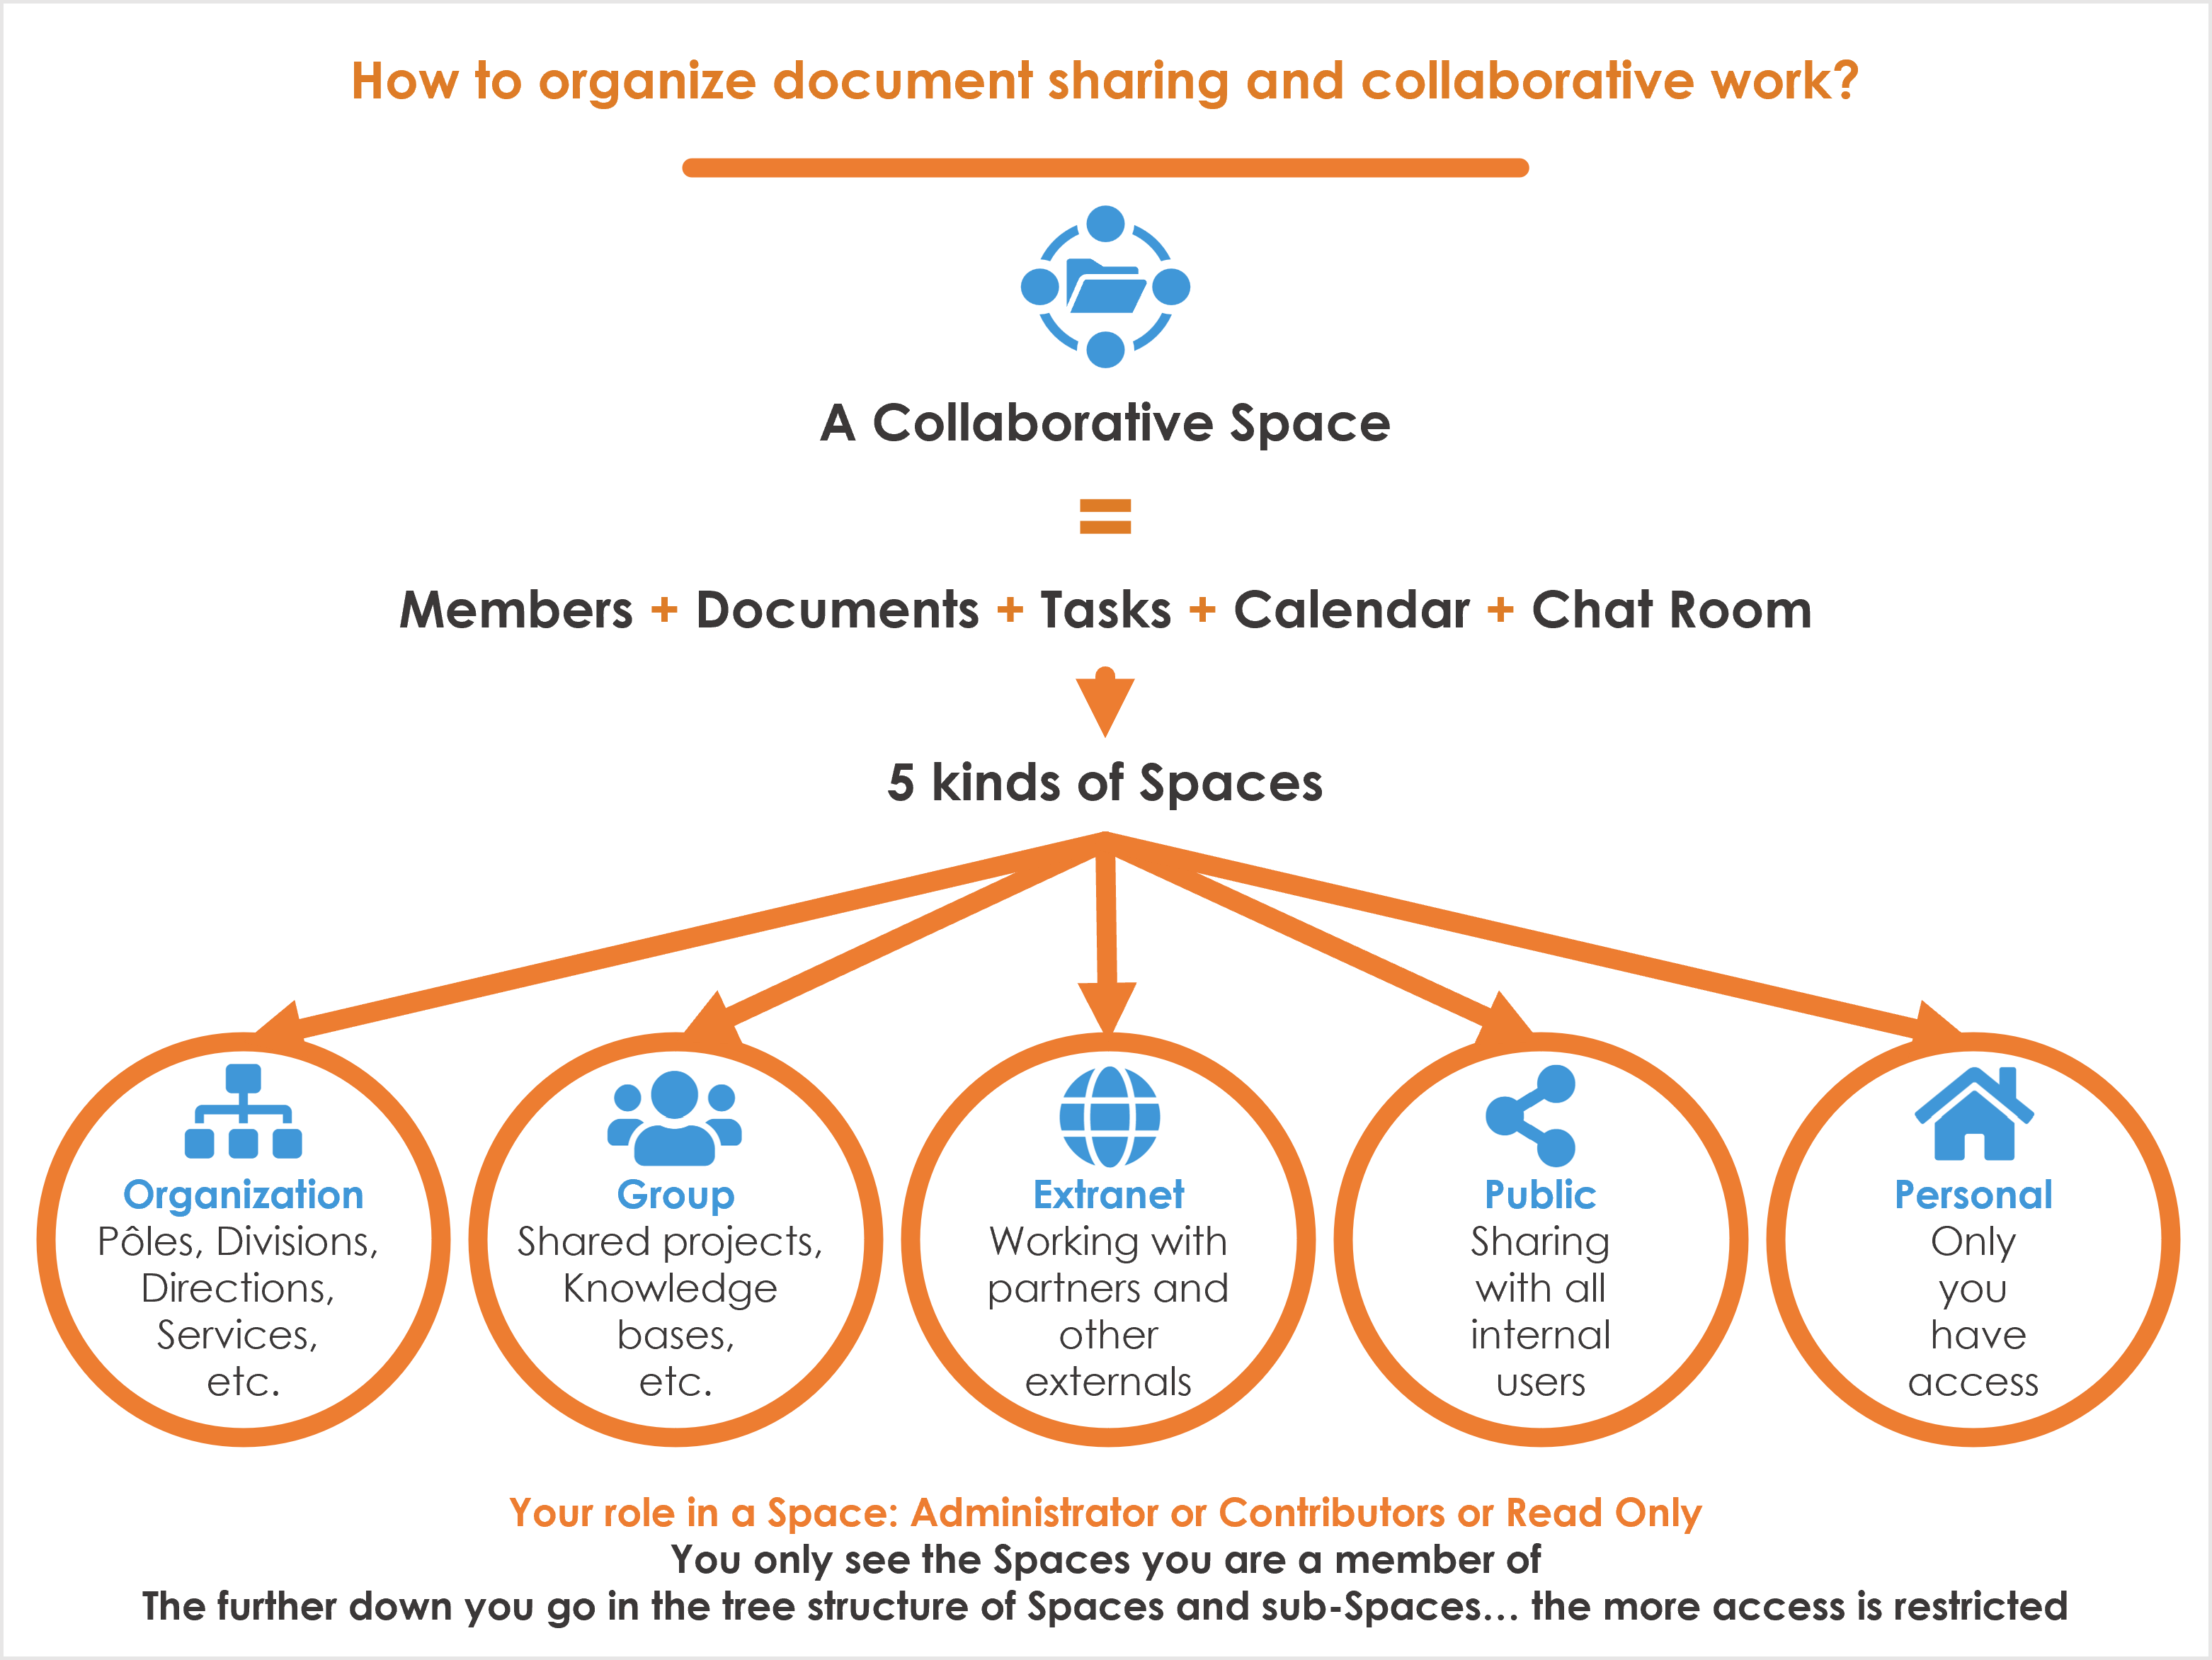 How to organize document sharing and collaborative work?
A Collaborative Space
=
Members + Documents + Tasks + Calendar + Chat Room
5 kinds of Spaces
Organization
Pôles, Divisions,
Directions,
Services,
etc.
Group
Shared projects,
Knowledge
bases,
etc.
Extranet
Working with
partners and
other
externals
Public
Sharing
with all
internal
users
Personal
Only
you
have
access
Your role in a Space: Administrator or Contributors or Read Only
You only see the Spaces you are a member of
The further down you go in the tree structure of Spaces and sub-Spaces... the more access is restricted